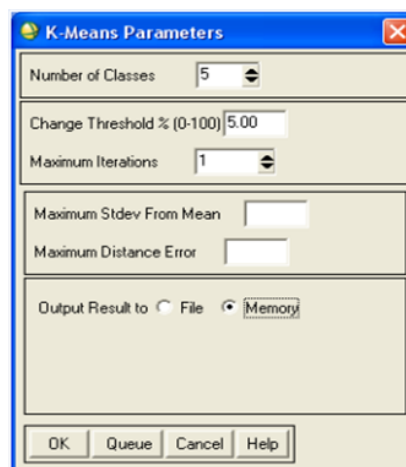 K-Means Parameters
Number of Classes 5
Change Threshold % (0-100) 5.00
Maximum Iterations 1
Maximum Stdev From Mean
Maximum Distance Error
Output Result to File Memory
OK Queue Cancel Help